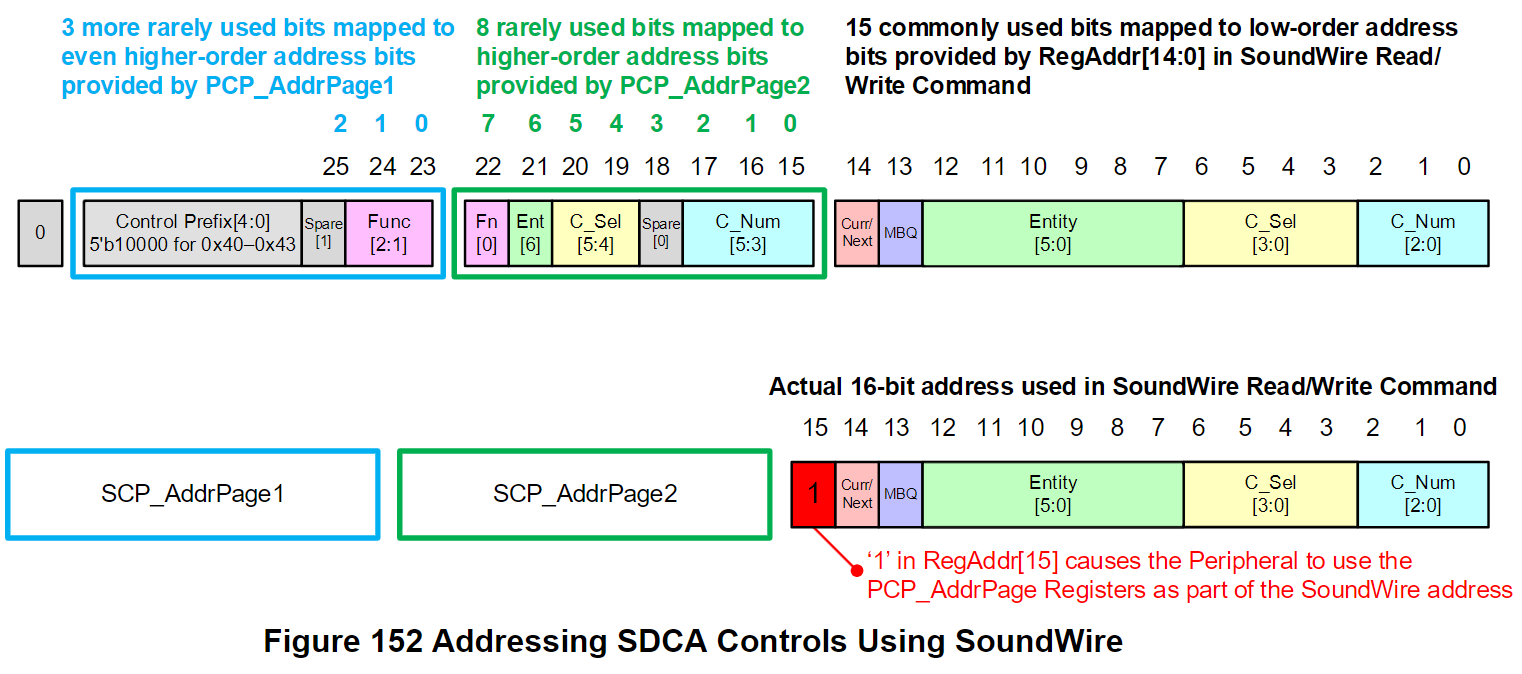 3 more rarely used bits mapped to
even higher-order address bits
provided by PCP_AddrPage1
8 rarely used bits mapped to
higher-order address bits
provided by PCP_AddrPage2
15 commonly used bits mapped to low-order address
bits provided by RegAddr[14:0] in SoundWire Read/
Write Command
2 1 0
7 6 5 4 3 2 1 0
25 24 23 22 21 20 19 18 17 16 15 14 13 12 11 10 9 8 7 6 5 4 3 2 1 0
0
Control Prefix[4:0]
5'b10000 for 0x40–0x43
Spare
[1]
Func
[2:1]
Fn
[0]
Ent
[6]
C_Sel
[5:4]
Spare
[0]
C_Num
[5:3]
Curr/
Next
MBQ
Entity
[5:0]
C_Sel
[3:0]
C_Num
[2:0]
Actual 16-bit address used in SoundWire Read/Write Command
15 14 13 12 11 10 9 8 7 6 5 4 3 2 1 0
SCP_AddrPage1
SCP_AddrPage2
1
Curr/
Next
MBQ
Entity
[5:0]
C_Sel
[3:0]
C_Num
[2:0]
‘1’ in RegAddr[15] causes the Peripheral to use the
PCP_AddrPage Registers as part of the SoundWire address
Figure 152 Addressing SDCA Controls Using SoundWire